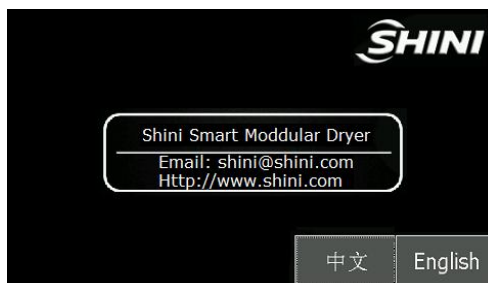 SHINI
Shini Smart Moddular Dryer
Email: shini@shini.com
Http://www.shini.com
中文 English